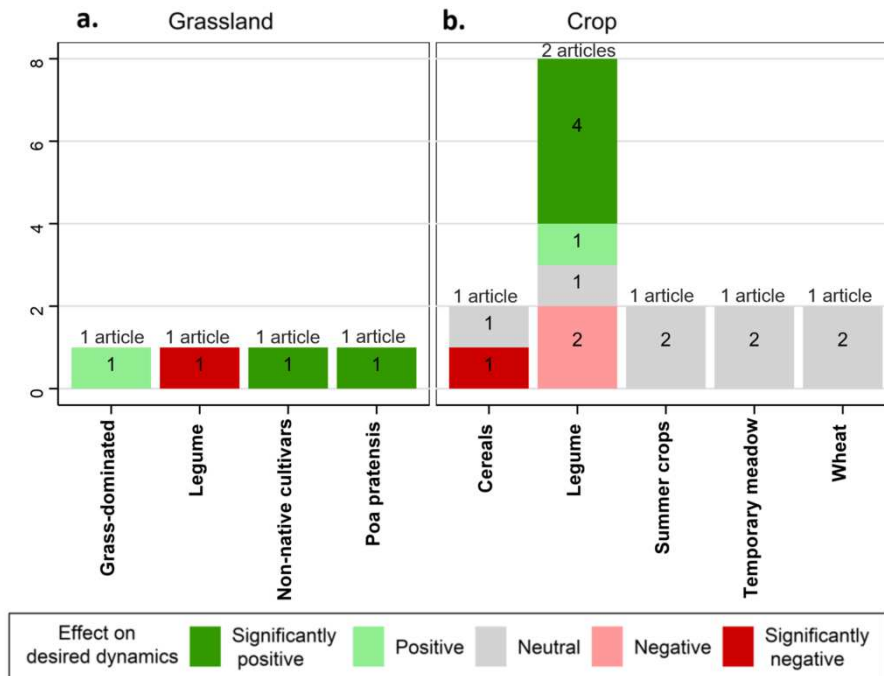 a. Grassland
b. Crop
8
6
4
2
0
1 article
1 article
1 article
1 article
1
1
1
1
Grass-dominated
Legume
Non-native cultivars
Poa pratensis
2 articles
4
1
1
2
1 article
1
1
1 article
1 article
1 article
2
2
2
Cereals
Legume
Summer crops
Temporary meadow
Wheat
Effect on
desired dynamics
Significantly
positive
Positive
Neutral
Negative
Significantly
negative